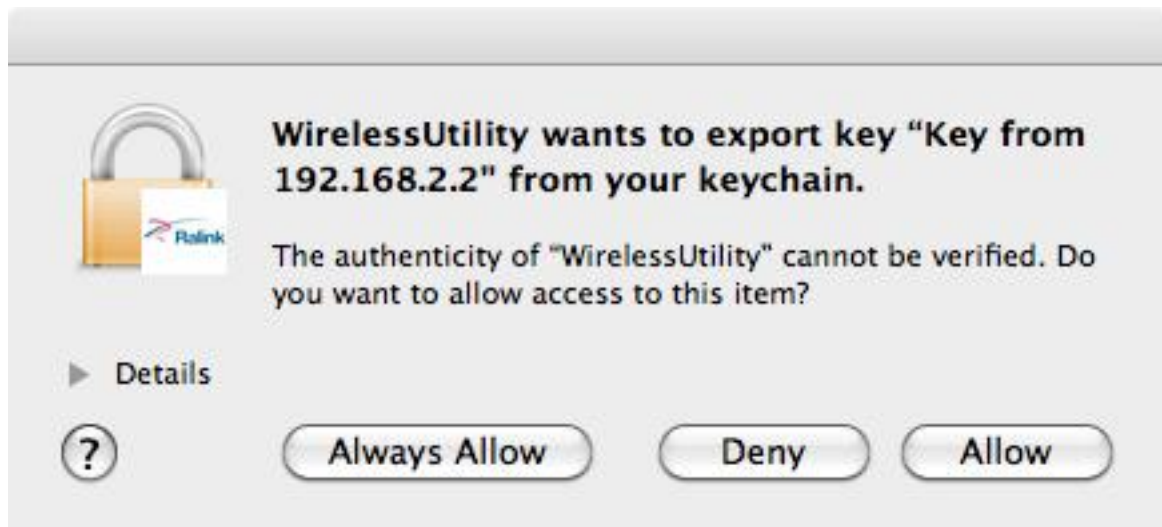 WirelessUtility wants to export key “Key from
192.168.2.2" from your keychain.
Ralink
The authenticity of “WirelessUtility” cannot be verified. Do
you want to allow access to this item?
Details
?
Always Allow
Deny
Allow